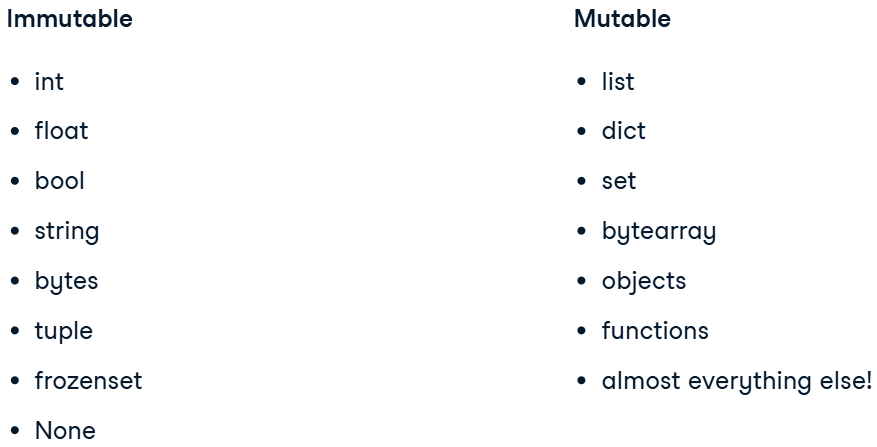 Immutable
• int
• float
• bool
• string
• bytes
• tuple
• frozenset
• None
Mutable
• list
• dict
• set
• bytearray
• objects
• functions
• almost everything else!